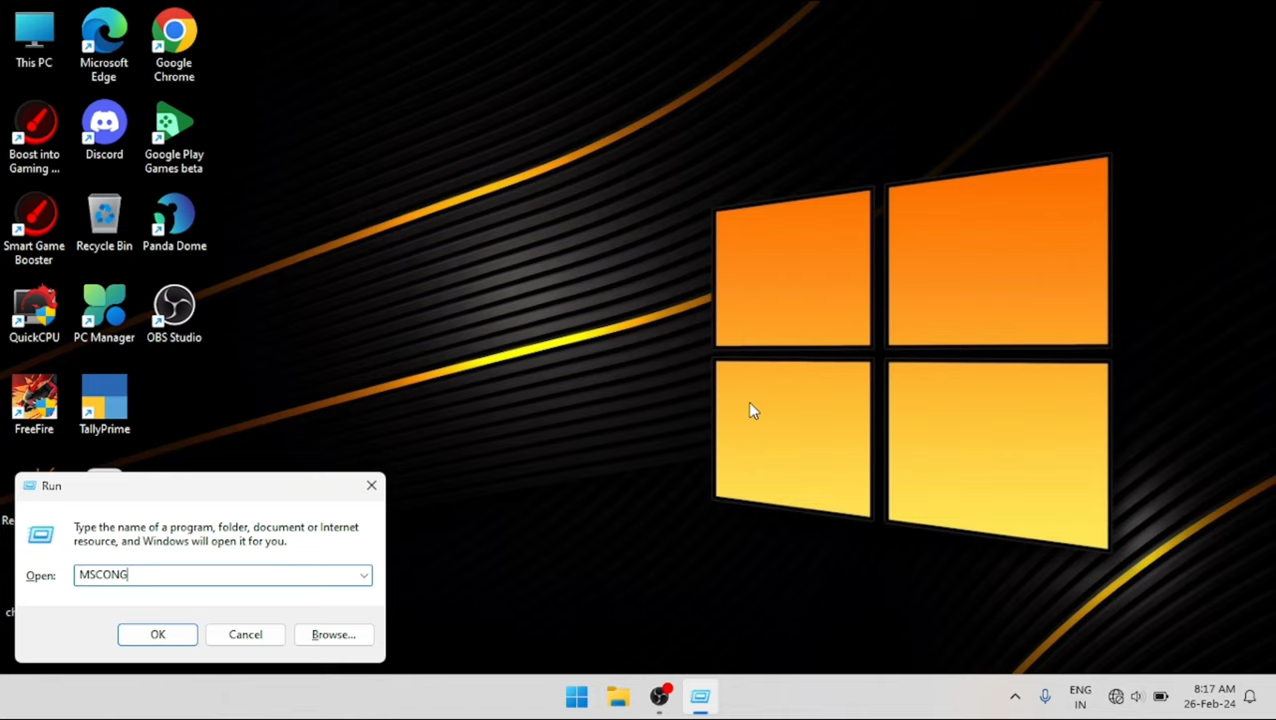 This PC
Microsoft
Edge
Google
Chrome
Boost into
Gaming ...
Discord
Google Play
Games beta
Smart Game
Booster
Recycle Bin
Panda Dome
QuickCPU
PC Manager
OBS Studio
FreeFire
TallyPrime
Re
Run
Type the name of a program, folder, document or Internet
resource, and Windows will open it for you.
Open:
MSCONG
OK
Cancel
Browse...
ENG
IN
8:17 AM
26-Feb-24